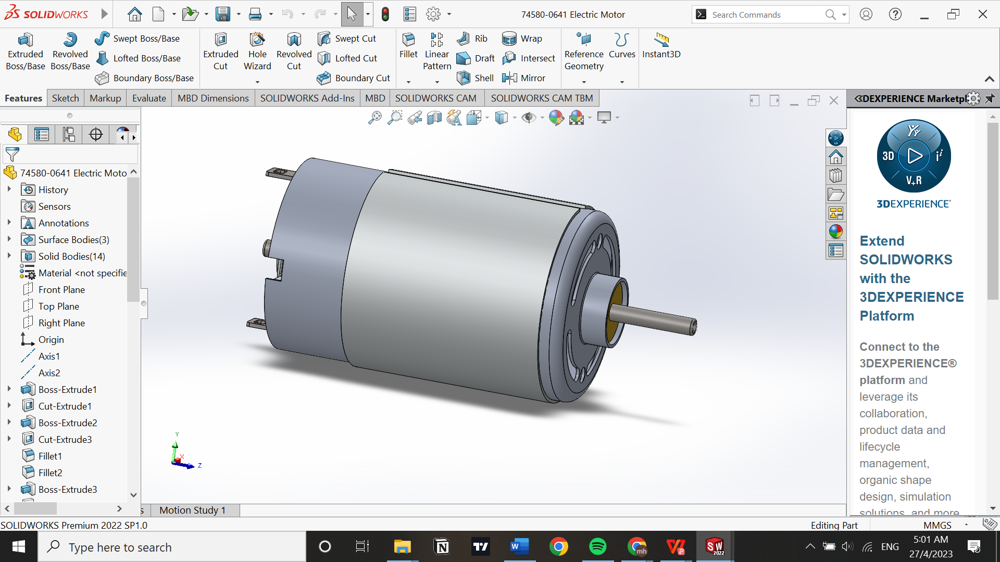 SOLIDWORKS
74580-0641 Electric Motor
Search Commands
Extruded Boss/Base
Revolved Boss/Base
Swept Boss/Base
Lofted Boss/Base
Boundary Boss/Base
Extruded Cut
Hole Wizard
Revolved Cut
Swept Cut
Lofted Cut
Boundary Cut
Fillet
Linear Pattern
Rib
Draft
Shell
Wrap
Intersect
Mirror
Reference Geometry
Curves
Instant3D
Features
Sketch
Markup
Evaluate
MBD Dimensions
SOLIDWORKS Add-Ins
MBD
SOLIDWORKS CAM
SOLIDWORKS CAM TBM
74580-0641 Electric Moto
History
Sensors
Annotations
Surface Bodies(3)
Solid Bodies(14)
Material <not specifie
Front Plane
Top Plane
Right Plane
Origin
Axis1
Axis2
Boss-Extrude1
Cut-Extrude1
Boss-Extrude2
Cut-Extrude3
Fillet1
Fillet2
Boss-Extrude3
Y
X
Z
s
Motion Study 1
DEXPERIENCE Marketpl
3D
V+R
3DEXPERIENCE
Extend
SOLIDWORKS
with the
3DEXPERIENCE
Platform
Connect to the
3DEXPERIENCE®
platform and
leverage its
collaboration,
product data and
lifecycle
management,
organic shape
design, simulation
solutions, and more
SOLIDWORKS Premium 2022 SP1.0
Editing Part
MMGS
Type here to search
N
W
mh
SW
2022
ENG
5:01 AM
27/4/2023